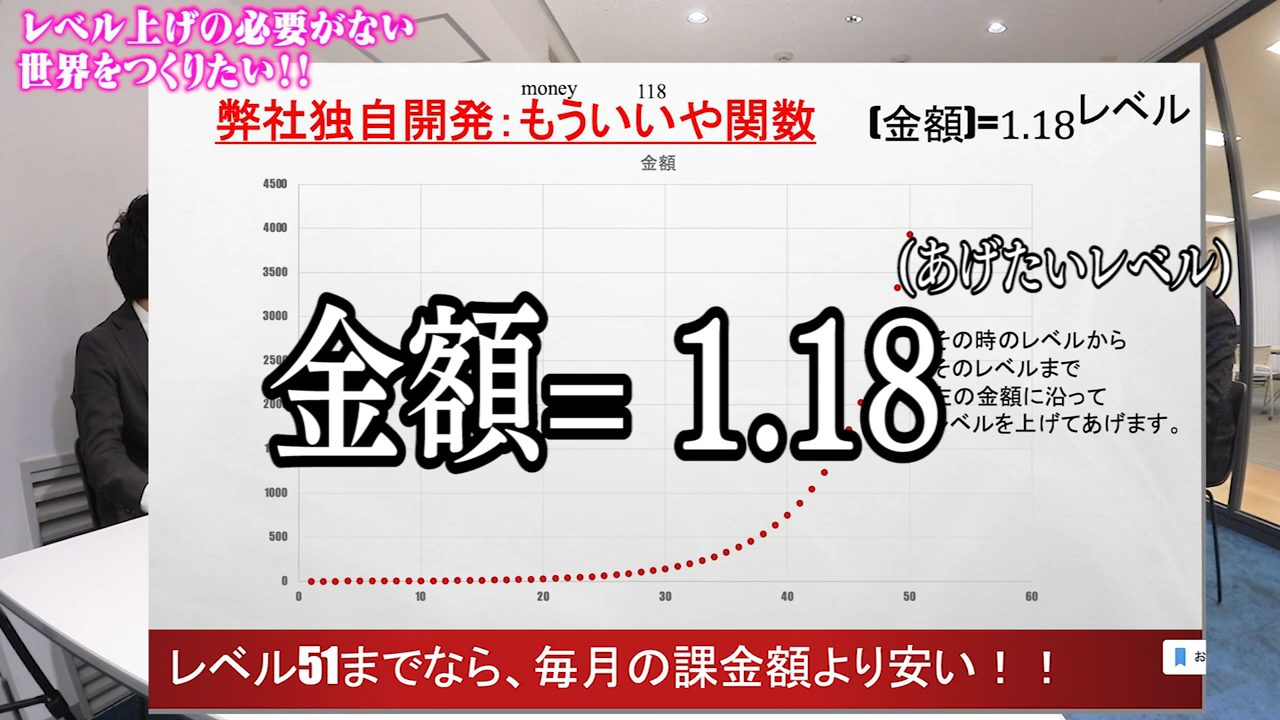 レベル上げの必要がない
世界をつくりたい!!
money 118
弊社独自開発：もういいや関数
(金額)=1.18レベル
金額
4500
4000
3500
3000
2500
1000
500
0
0 10 20 30 40 50 60
(あげたいレベル)
金額= 1.18
その時のレベルから
そのレベルまで
左の金額に沿って
レベルを上げてあげます。
レベル51までなら、毎月の課金額より安い！！
お